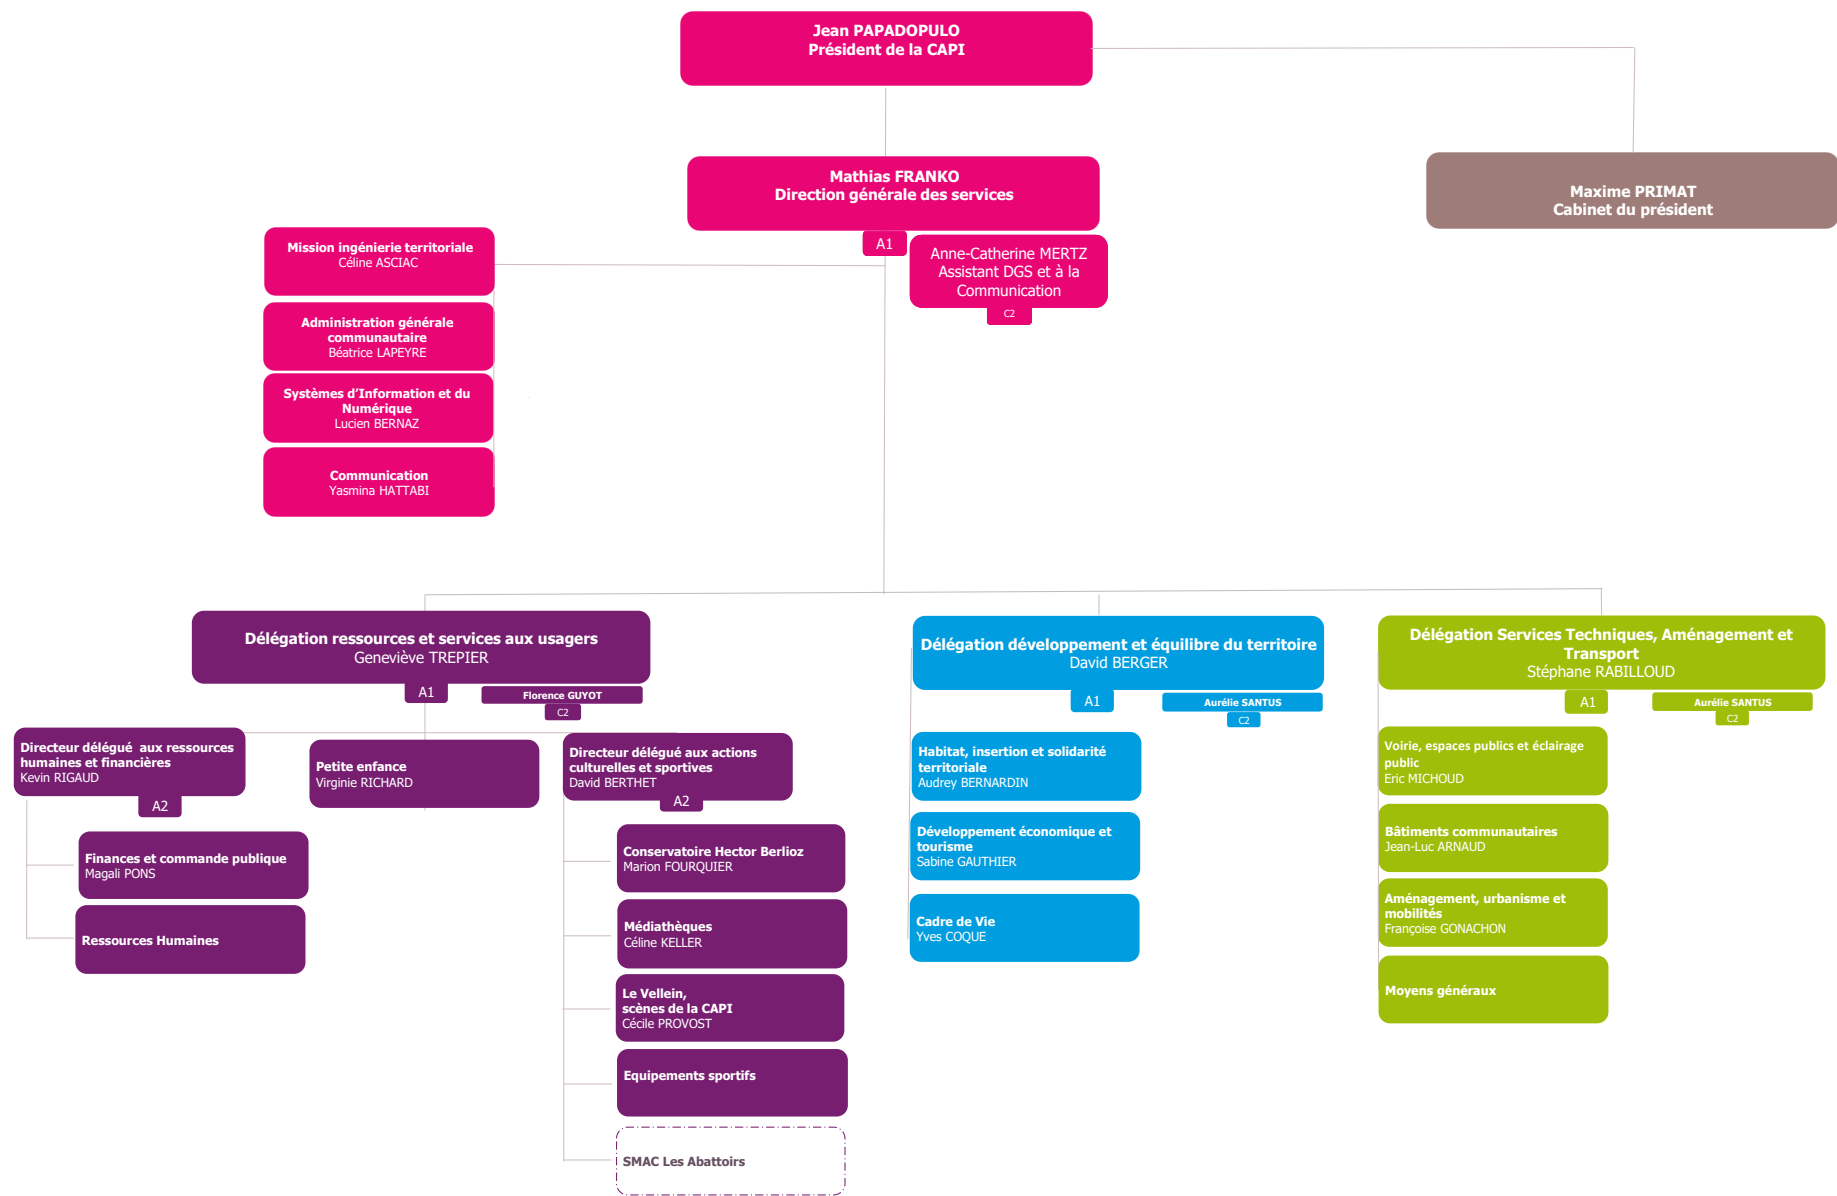 Jean PAPADOPULO
Président de la CAPI
Mathias FRANKO
Direction générale des services
A1
Maxime PRIMAT
Cabinet du président
Anne-Catherine MERTZ
Assistant DGS et à la
Communication
C2
Mission ingénierie territoriale
Céline ASCIAC
Administration générale
communautaire
Béatrice LAPEYRE
Systèmes d'Information et du
Numérique
Lucien BERNAZ
Communication
Yasmina HATTABI
Délégation ressources et services aux usagers
Geneviève TREPIER
A1
Florence GUYOT
C2
Directeur délégué  aux ressources
humaines et financières
Kevin RIGAUD
A2
Finances et commande publique
Magali PONS
Ressources Humaines
Petite enfance
Virginie RICHARD
Directeur délégué aux actions
culturelles et sportives
David BERTHET
A2
Conservatoire Hector Berlioz
Marion FOURQUIER
Médiathèques
Céline KELLER
Le Vellein,
scènes de la CAPI
Cécile PROVOST
Equipements sportifs
SMAC Les Abattoirs
Délégation développement et équilibre du territoire
David BERGER
A1
Aurélie SANTUS
C2
Habitat, insertion et solidarité
territoriale
Audrey BERNARDIN
Développement économique et
tourisme
Sabine GAUTHIER
Cadre de Vie
Yves COQUE
Délégation Services Techniques, Aménagement et
Transport
Stéphane RABILLOUD
A1
Aurélie SANTUS
C2
Voirie, espaces publics et éclairage
public
Eric MICHOUD
Bâtiments communautaires
Jean-Luc ARNAUD
Aménagement, urbanisme et
mobilités
Françoise GONACHON
Moyens généraux